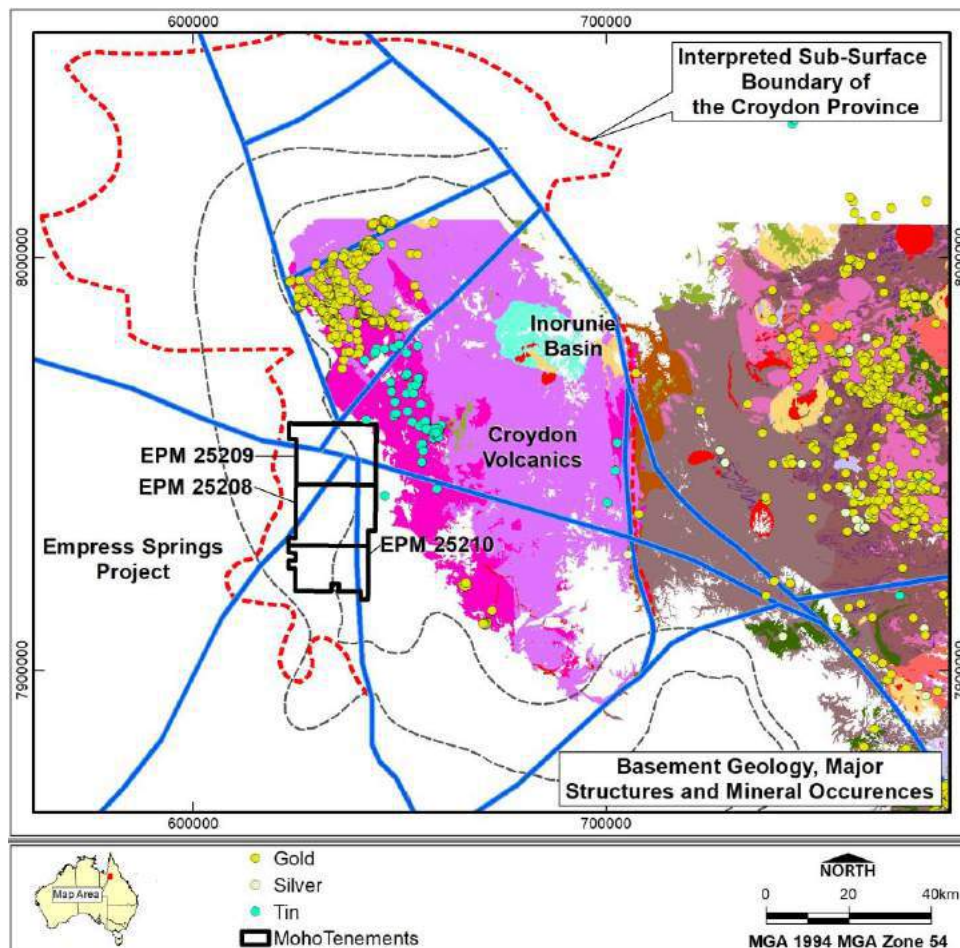 600000
700000
Interpreted Sub-Surface
Boundary of
the Croydon Province
8000000
8000000
Inorunie
Basin
Croydon
Volcanics
EPM 25209
EPM 25208
EPM 25210
Empress Springs
Project
7900000
7900000
Basement Geology, Major
Structures and Mineral Occurences
600000
700000
Map Area
Gold
Silver
Tin
MohoTenements
NORTH
0 20 40km
MGA 1994 MGA Zone 54